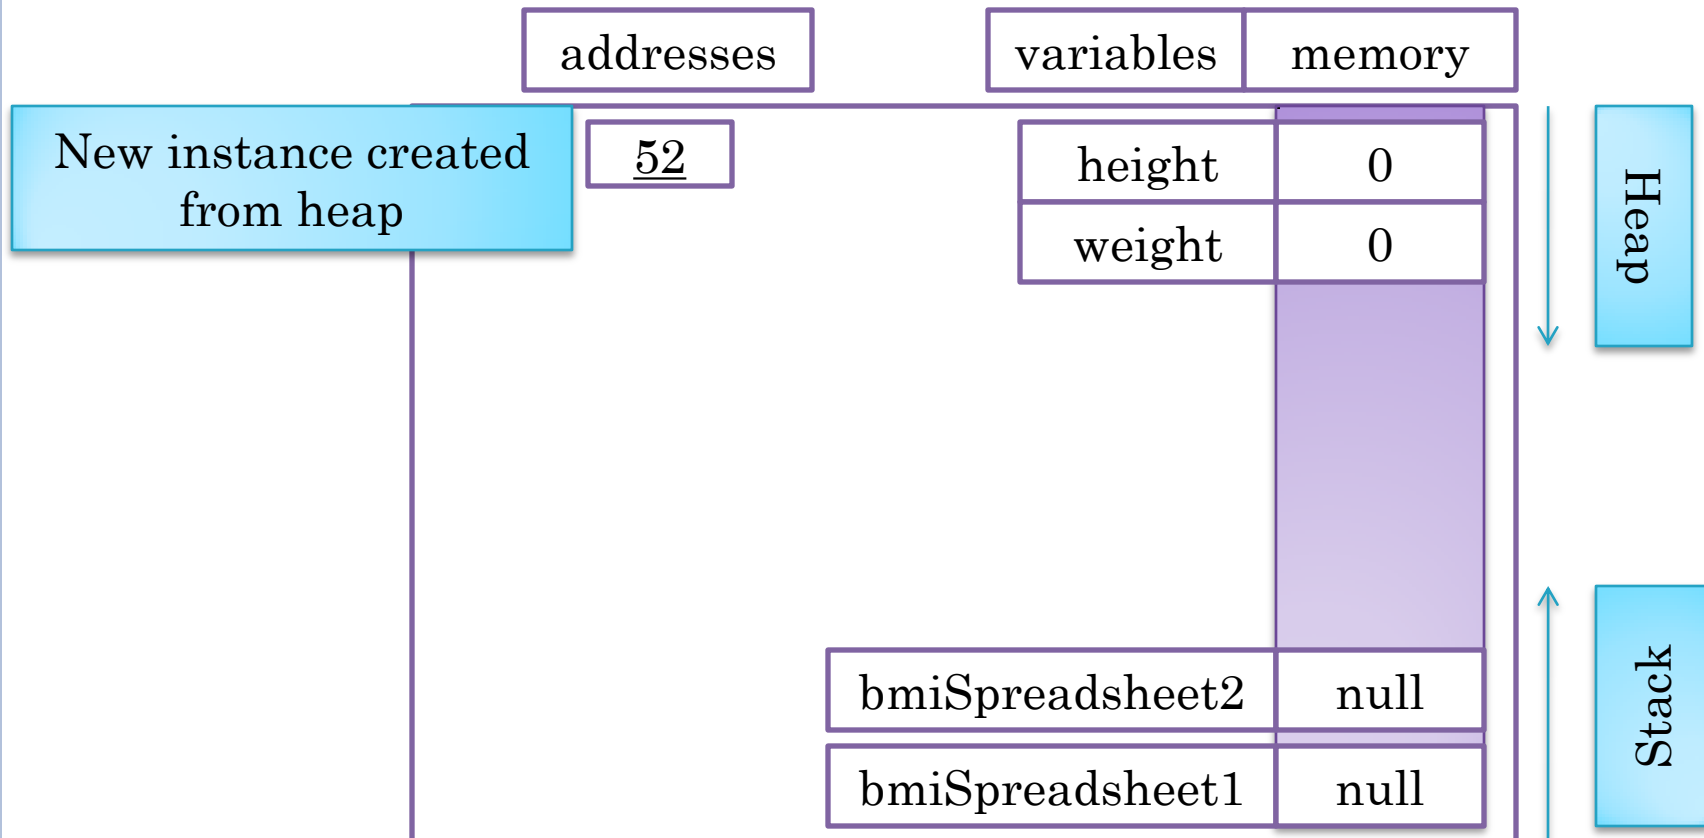 addresses
variables
memory
New instance created
from heap
52
height
0
weight
0
Heap
bmiSpreadsheet2
null
Stack
bmiSpreadsheet1
null